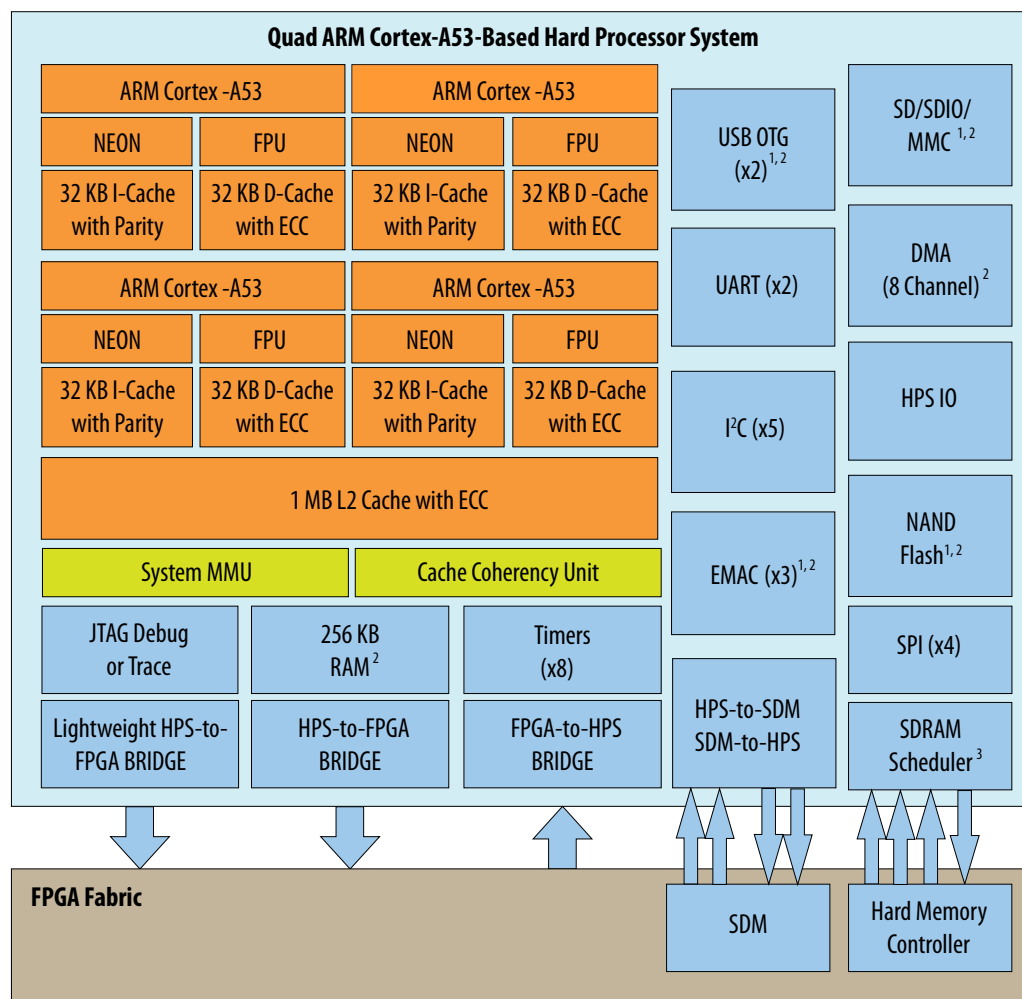 Quad ARM Cortex-A53-Based Hard Processor System
ARM Cortex -A53
ARM Cortex -A53
NEON
FPU
NEON
FPU
32 KB I-Cache
with Parity
32 KB D-Cache
with ECC
32 KB I-Cache
with Parity
32 KB D -Cache
with ECC
ARM Cortex -A53
ARM Cortex -A53
NEON
FPU
NEON
FPU
32 KB I-Cache
with Parity
32 KB D-Cache
with ECC
32 KB I-Cache
with Parity
32 KB D-Cache
with ECC
1 MB L2 Cache with ECC
System MMU
Cache Coherency Unit
JTAG Debug
or Trace
256 KB
RAM 2
Timers
(x8)
Lightweight HPS-to-
FPGA BRIDGE
HPS-to-FPGA
BRIDGE
FPGA-to-HPS
BRIDGE
USB OTG
(x2) 1, 2
UART (x2)
I2C (x5)
EMAC (x3) 1, 2
HPS-to-SDM
SDM-to-HPS
SD/SDIO/
MMC 1, 2
DMA
(8 Channel) 2
HPS IO
NAND
Flash 1, 2
SPI (x4)
SDRAM
Scheduler 3
FPGA Fabric
SDM
Hard Memory
Controller